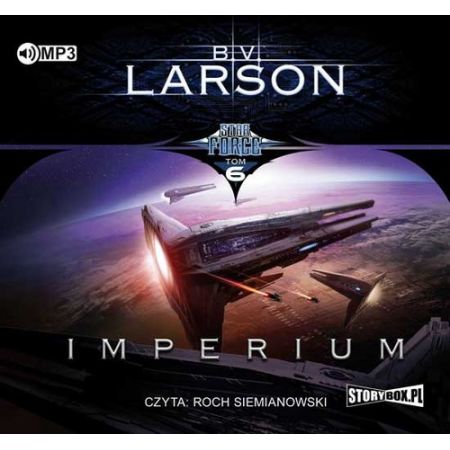 MP3
B.V.
LARSON
STAR
FORCE
TOM
6
IMPERIUM
CZYTA: ROCH SIEMIANOWSKI
STORYBOX.PL